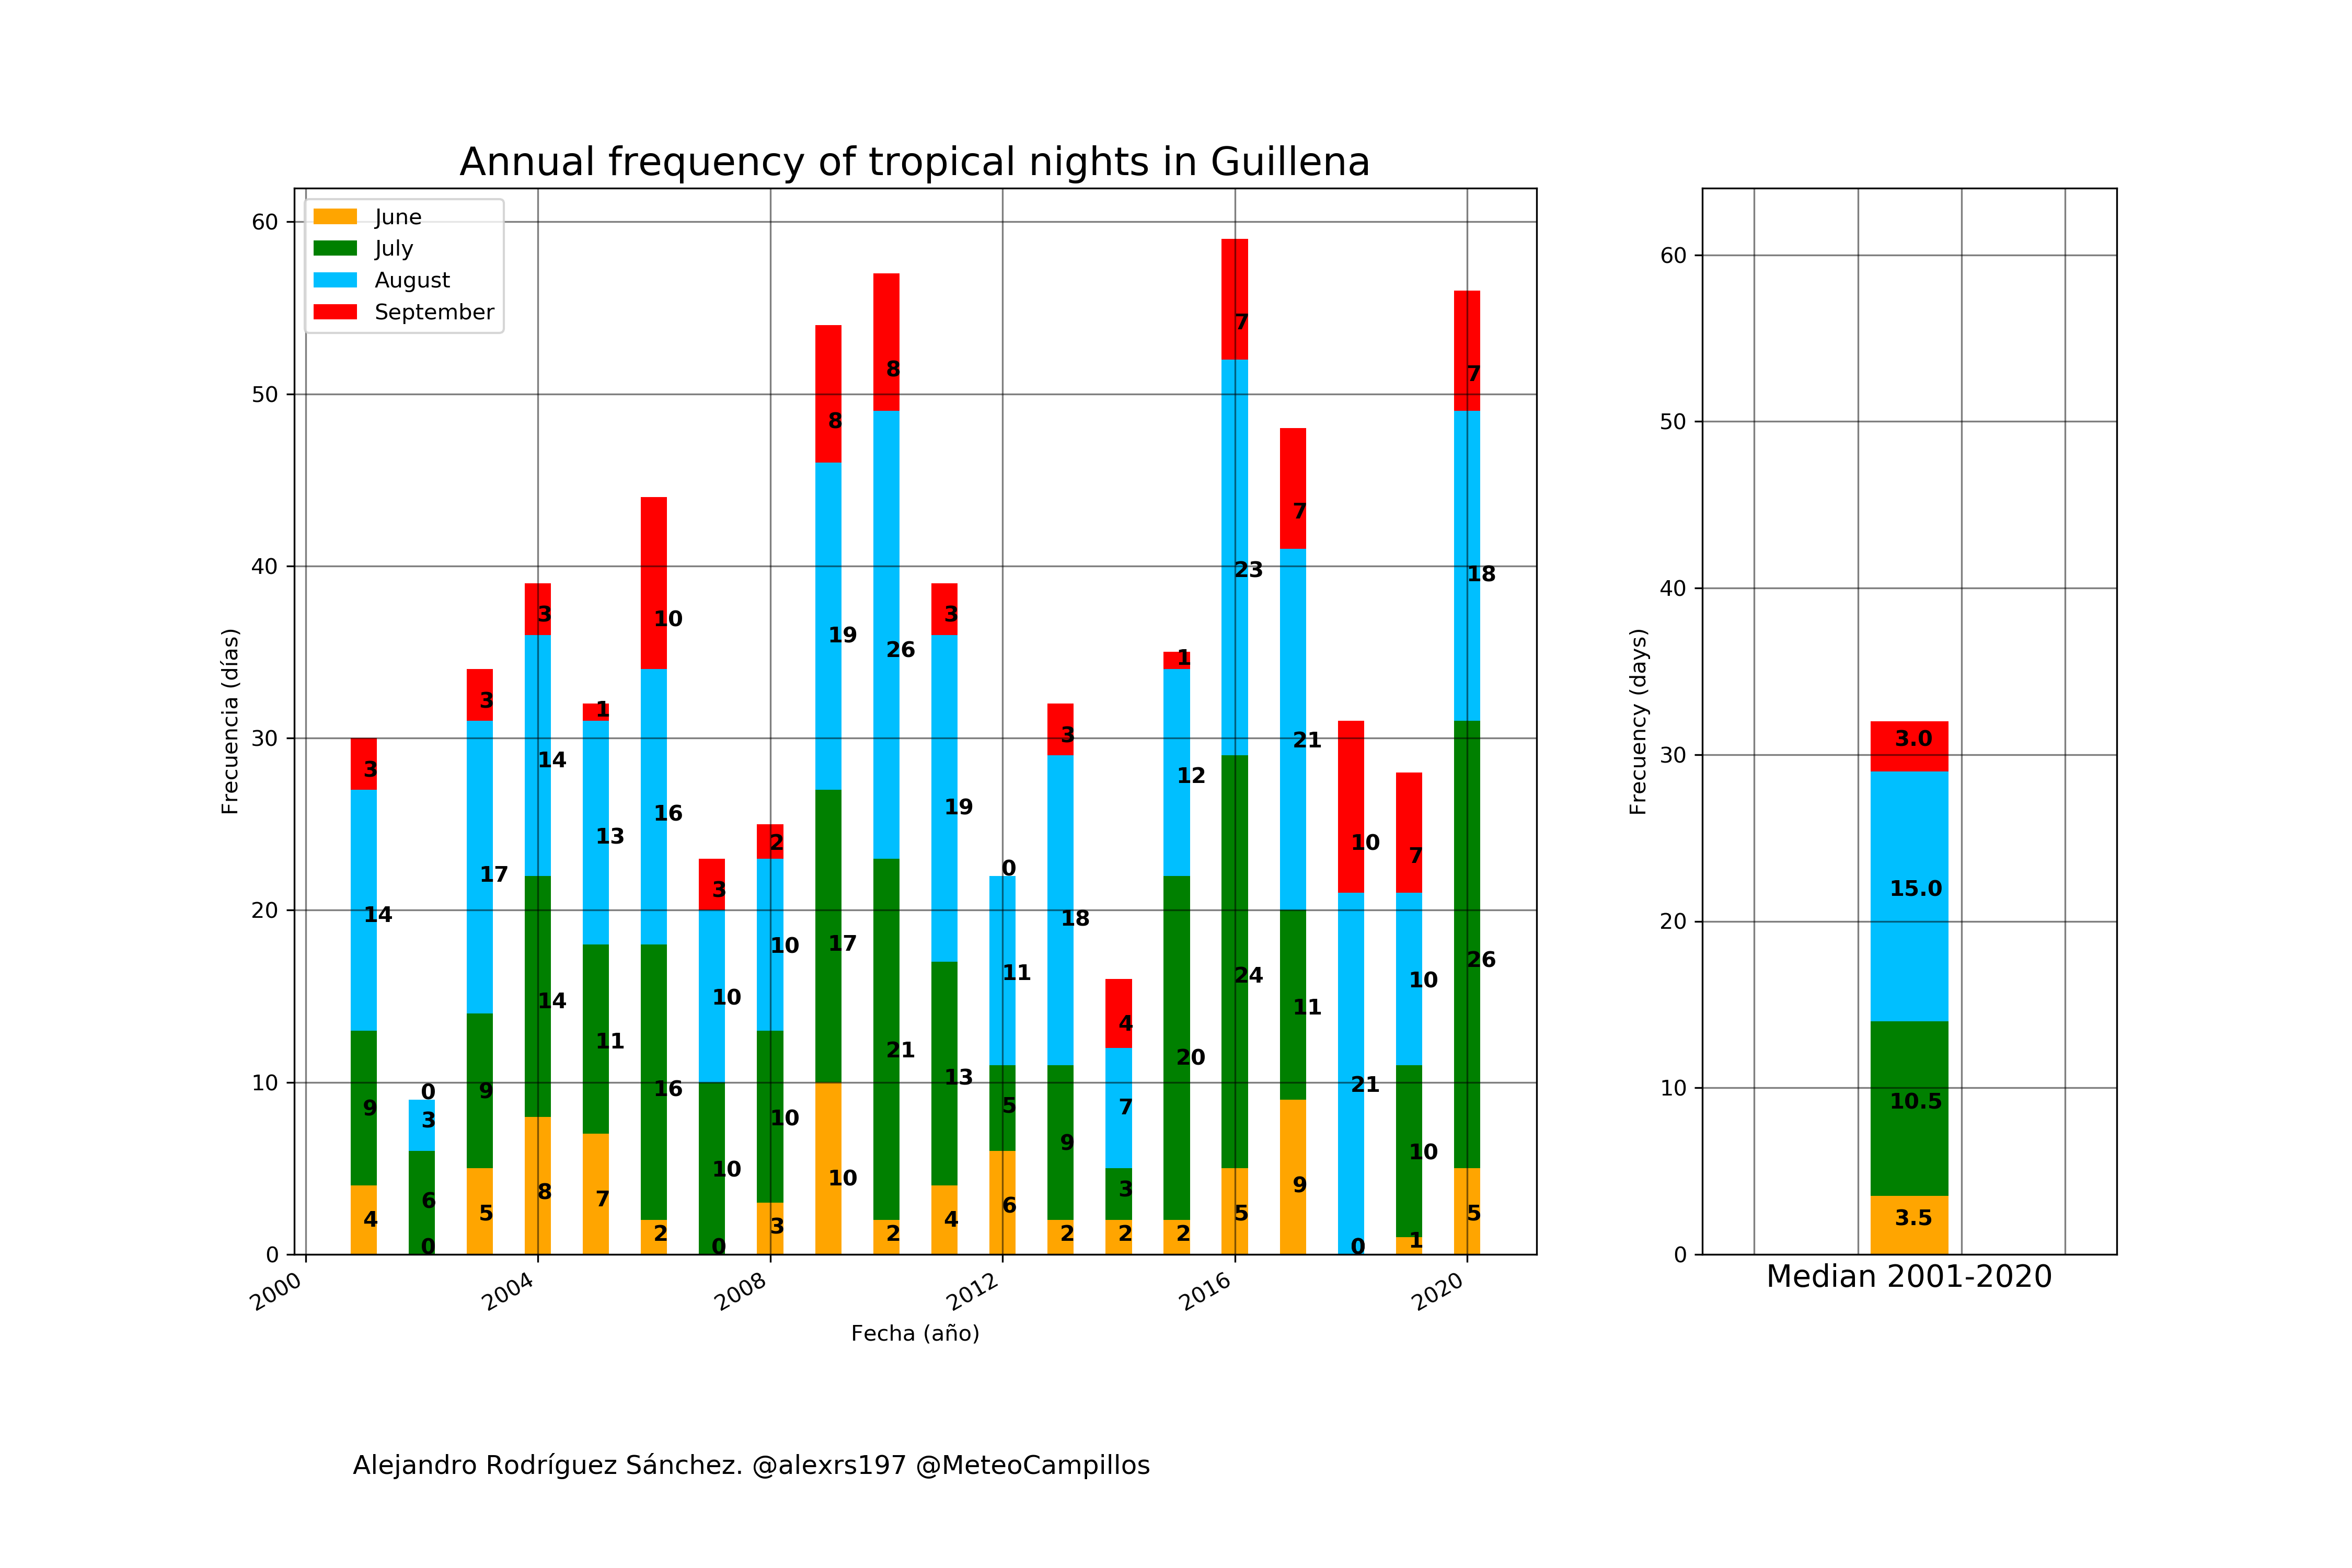 Annual frequency of tropical nights in Guillena
June
July
August
September
Frecuencia (días)
60
50
40
30
20
10
0
4 9 14 3
0 6 3 0
5 9 17 3
8 14 14 3
7 11 13 1
2 16 16 10
0 10 10 3
3 10 10 2
10 17 19 8
2 21 26 8
4 13 19 3
6 5 11 0
2 9 18 3
2 3 7 4
2 20 12 1
5 24 23 7
9 11 21 7
0 21 10
1 10 10 7
5 26 18 7
2000 2004 2008 2012 2016 2020
Fecha (año)
Frecuency (days)
60
50
40
30
20
10
0
3.0
15.0
10.5
3.5
Median 2001-2020
Alejandro Rodríguez Sánchez. @alexrs197 @MeteoCampillos